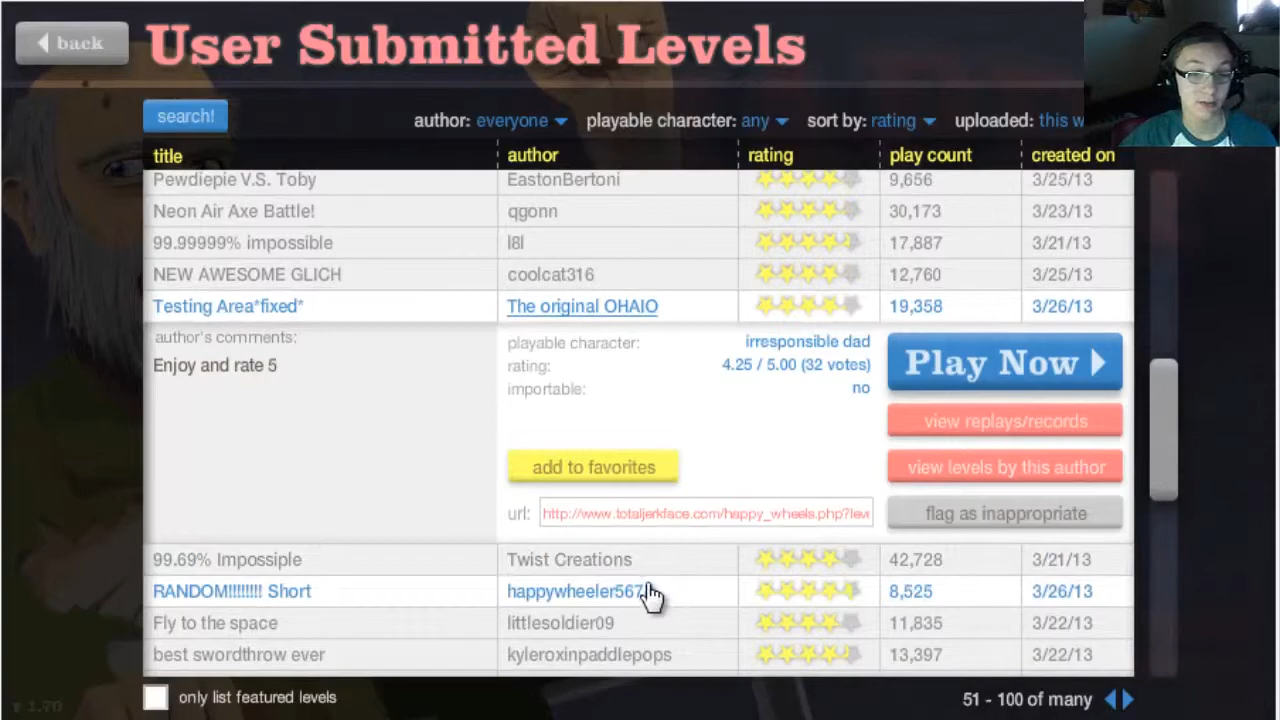 back
User Submitted Levels
search!
author: everyone playable character: any sort by: rating uploaded: this w
title author rating play count created on
Pewdiepie V.S. Toby EastonBertoni 9,656 3/25/13
Neon Air Axe Battle! qgonn 30,173 3/23/13
99.99999% impossible 17,887 3/21/13
NEW AWESOME GLICH coolcat316 12,760 3/25/13
Testing Area*fixed* The original OHAIO 19,358 3/26/13
author's comments:
Enjoy and rate 5
playable character: irresponsible dad
rating: 4.25 / 5.00 (32 votes)
importable: no
add to favorites
url: http://www.totaljerkface.com/happy_wheels.php?leve
Play Now
view replays/records
view levels by this author
flag as inappropriate
99.69% Impossiple Twist Creations 42,728 3/21/13
RANDOM!!!!!!!! Short happywheeler567 8,525 3/26/13
Fly to the space littlesoldier09 11,835 3/22/13
best swordthrow ever kyleroxinpaddlepops 13,397 3/22/13
only list featured levels
51 - 100 of many
v 1.70